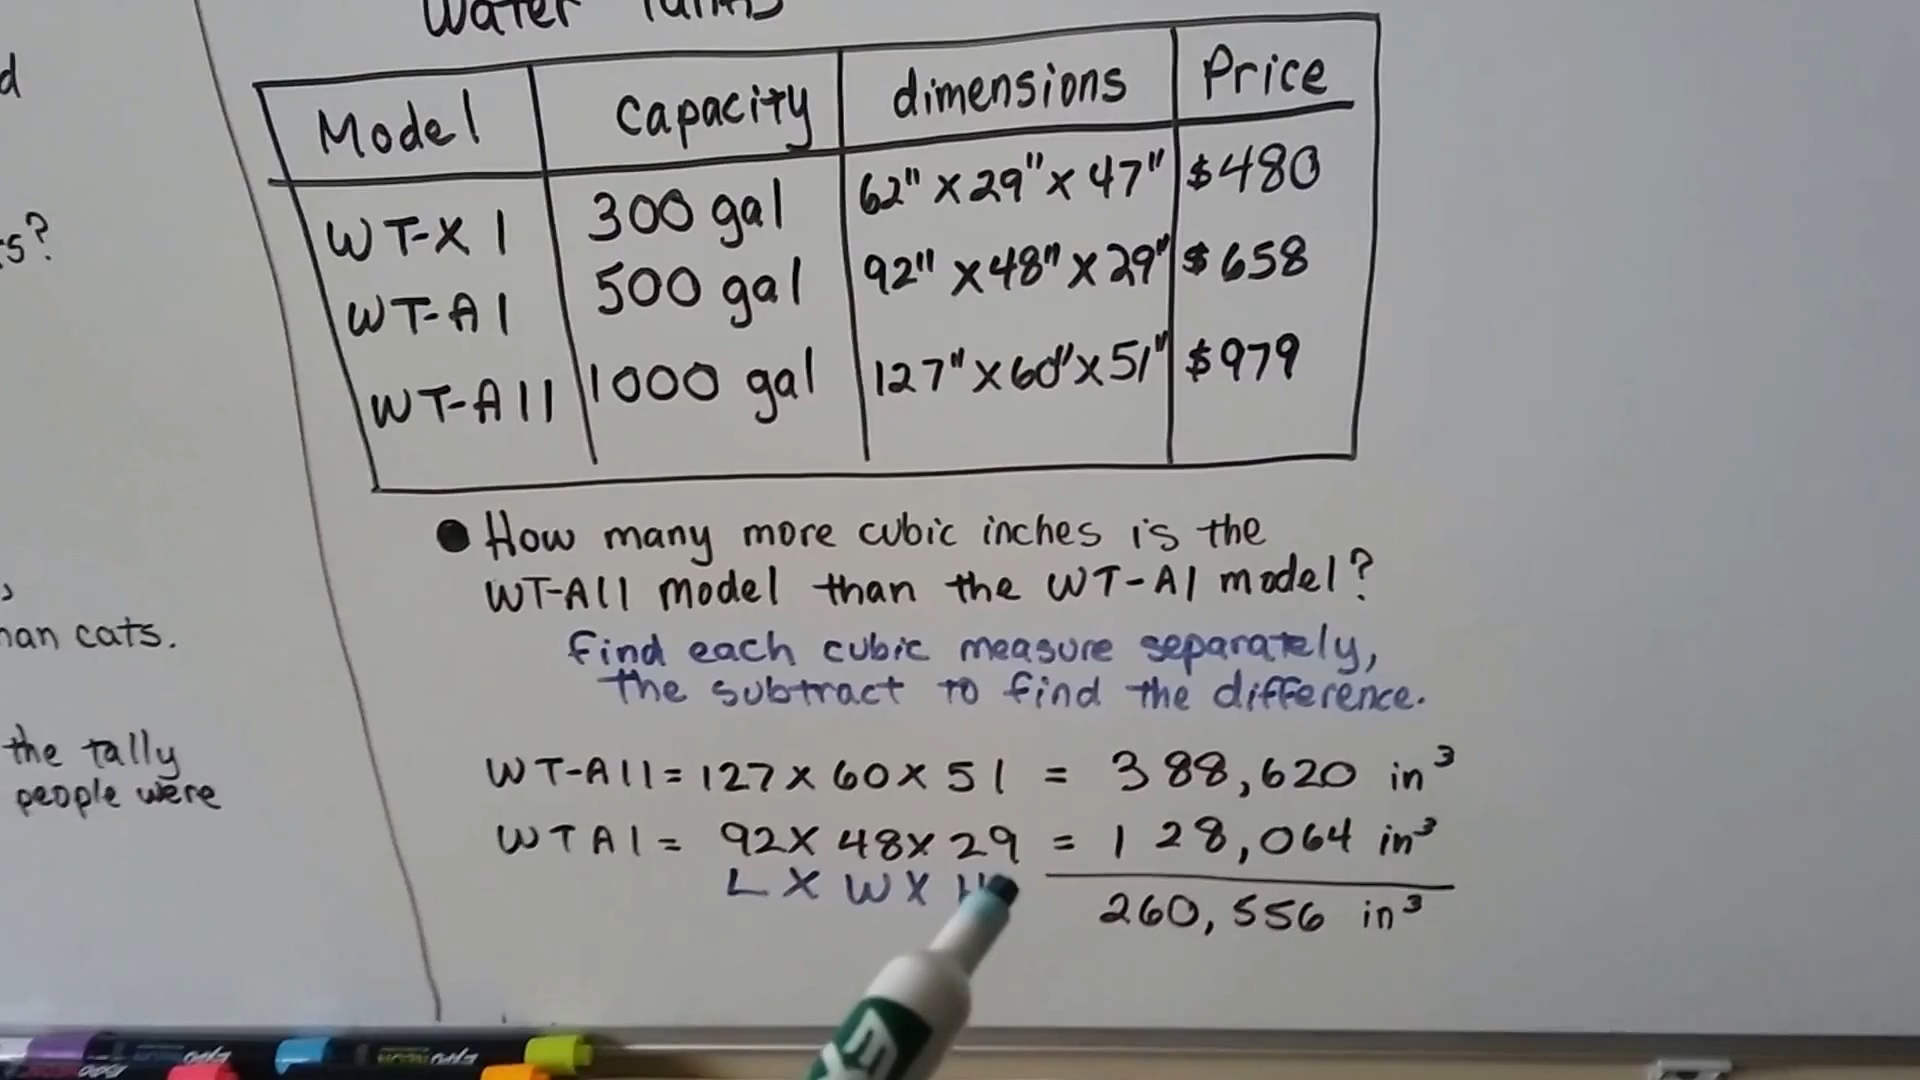 Water
Model capacity dimensions Price
WT-X1 300 gal 62" x 29" x 47" $480
WT-A1 500 gal 92" x 48" x 29" $658
WT-A11 1000 gal 127" x 60" x 51" $979
● How many more cubic inches is the
WT-A11 model than the WT-A1 model?
find each cubic measure separately,
the subtract to find the difference.
WT-A11 = 127 x 60 x 51 = 388,620 in³
WTA1 = 92 x 48 x 29 = 128,064 in³
L x W x
260,556 in³
d
ts?
cats.
the tally
people were
EXPO
EXPO